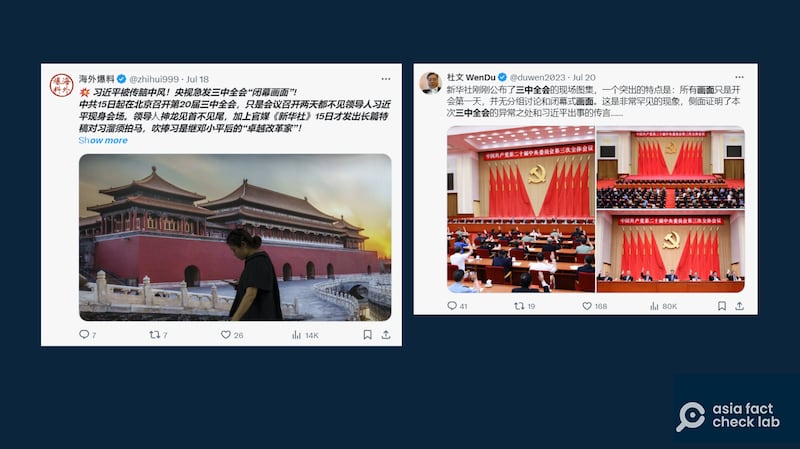 海外爆料 @zhihui999 · Jul 18
💥 习近平被传脑中风！央视急发三中全会“闭幕画面”！
中共15日起在北京召开第20届三中全会，只是会议召开两天都不见领导人习近
平现身会场。领导人神龙见首不见尾，加上官媒《新华社》15日才发出长篇特
稿对习溜须拍马，吹捧习是继邓小平后的“卓越改革家”！
Show more
7 7 26 14K
杜文 WenDu @duwen2023 · Jul 20
新华社刚刚公布了三中全会的现场图集，一个突出的特点是：所有画面只是开
会第一天，并无分组讨论和闭幕式画面。这是非常罕见的现象，侧面证明了本
次三中全会的异常之处和习近平出事的传言......
中国共产党第二十届中央委员会第三次全体会议
中国共产党第二十届中央委员会第三次全体会议
中国共产党第二十届中央委员会第三次全体会议
41 19 168 80K
asia fact
check lab